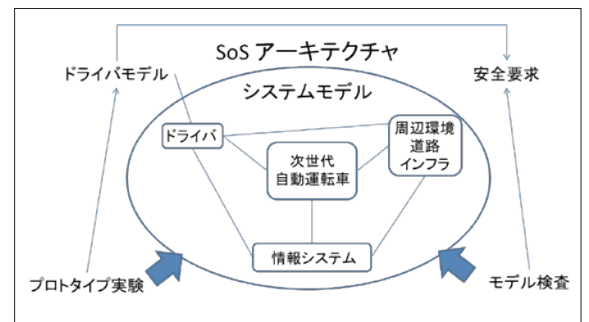 SoS アーキテクチャ
ドライバモデル
安全要求
システムモデル
ドライバ
周辺環境
道路
インフラ
次世代
自動運転車
情報システム
プロトタイプ実験
モデル検査